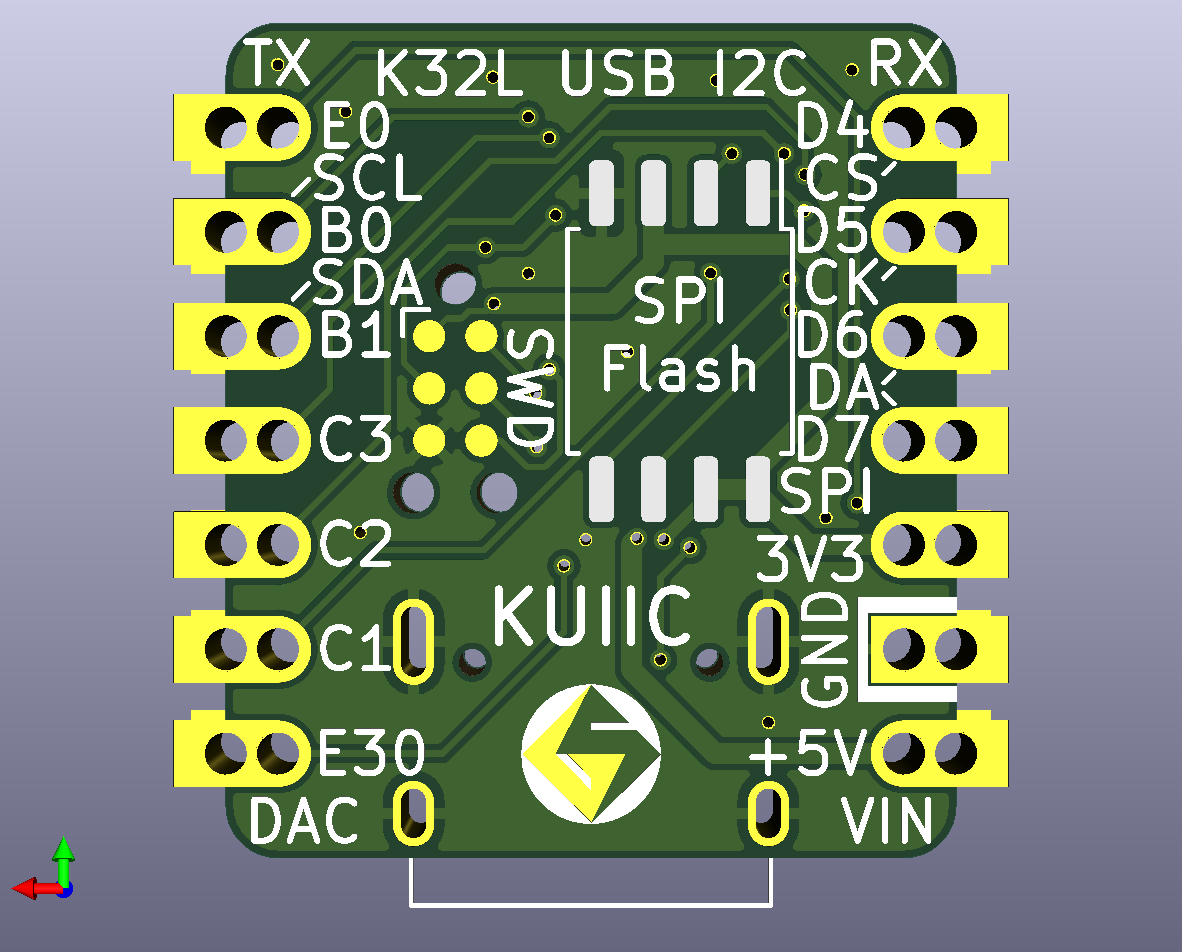 TX
K32L USB I2C
RX
E0
D4
SCL
CS
B0
D5
SDA
CK
B1
D6
SPI
Flash
SWD
DA
C3
D7
SPI
C2
3V3
KUIIC
GND
C1
E30
+5V
DAC
VIN